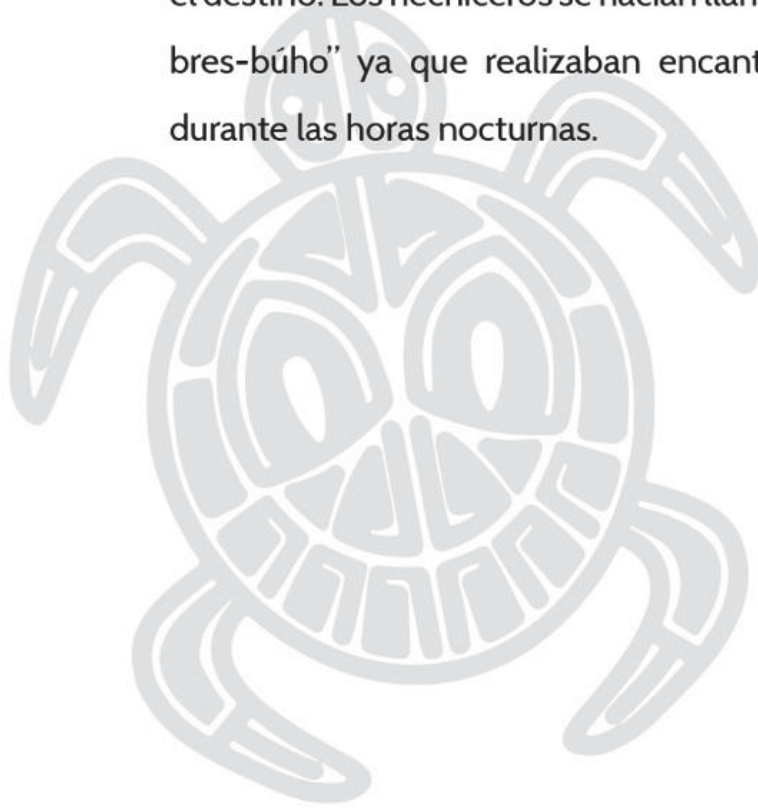 el destino. Los hechiceros se hacían
bres-búho” ya que realizaban
durante las horas nocturnas.